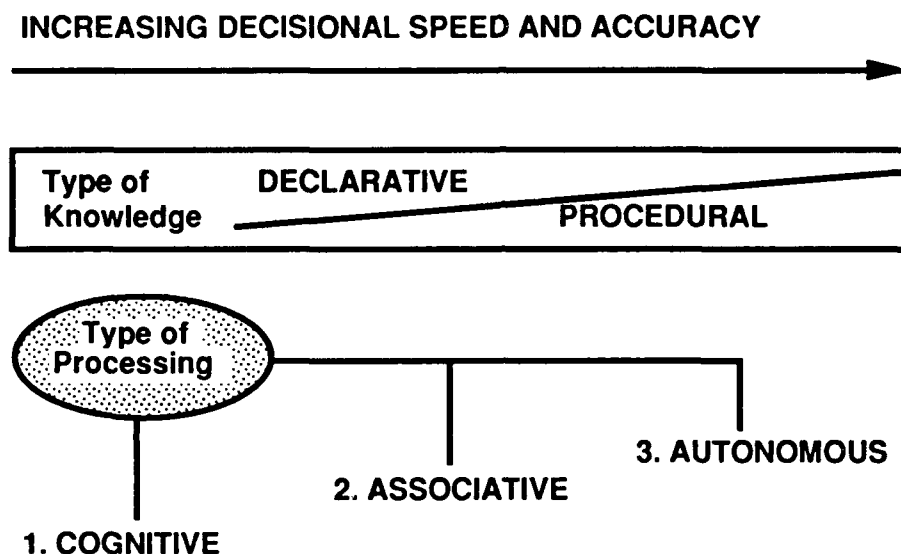 INCREASING DECISIONAL SPEED AND ACCURACY
Type of DECLARATIVE
Knowledge PROCEDURAL
Type of
Processing
3. AUTONOMOUS
2. ASSOCIATIVE
1. COGNITIVE